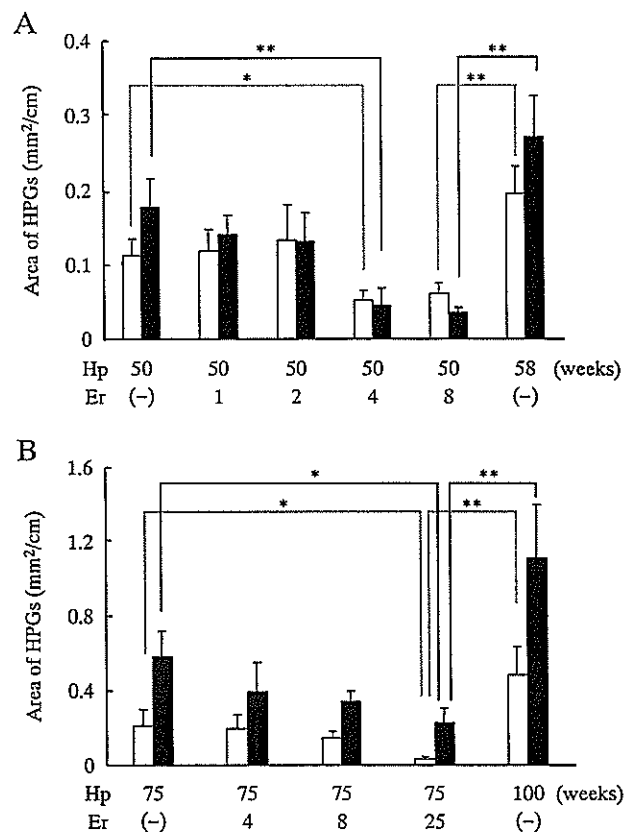 A
Area of HPGs (mm²/cm)
0.4
0.3
0.2
0.1
0
**
*
**
**
Hp 50 50 50 50 50 58 (weeks)
Er (–) 1 2 4 8 (–)
B
Area of HPGs (mm²/cm)
1.6
1.2
0.8
0.4
0
*
**
*
**
Hp 75 75 75 75 100 (weeks)
Er (–) 4 8 25 (–)